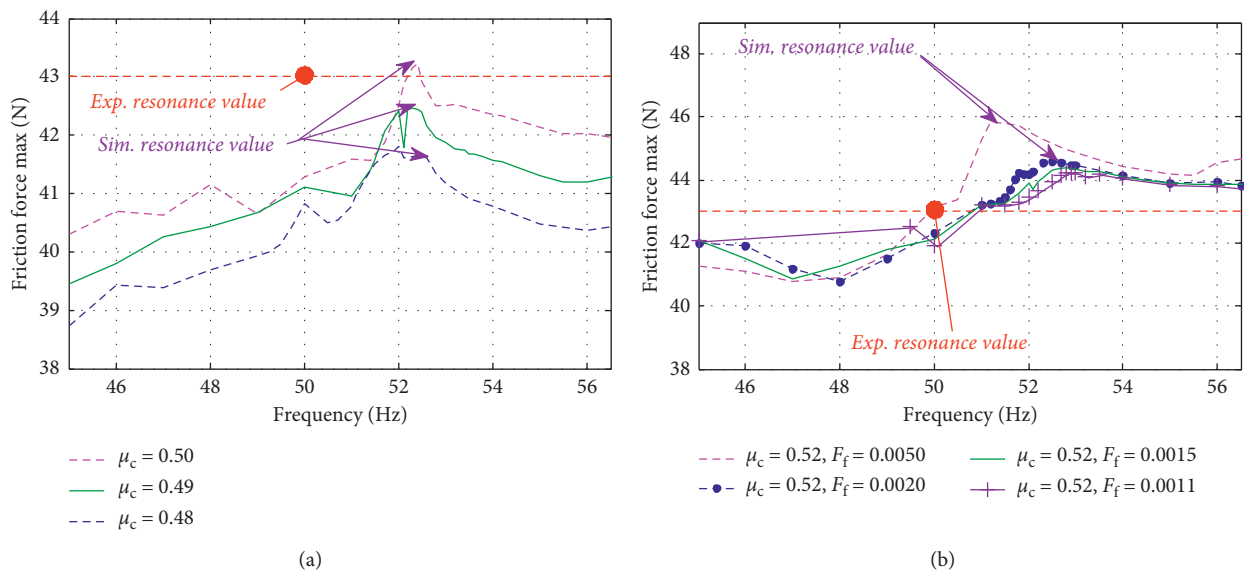 44
43
42
41
40
39
38
Friction force max (N)
Exp. resonance value
Sim. resonance value
46 48 50 52 54 56
Frequency (Hz)
μc = 0.50
μc = 0.49
μc = 0.48
(a)
48
46
44
42
40
38
Friction force max (N)
Sim. resonance value
Exp. resonance value
46 48 50 52 54 56
Frequency (Hz)
μc = 0.52, Ff = 0.0050
μc = 0.52, Ff = 0.0020
μc = 0.52, Ff = 0.0015
μc = 0.52, Ff = 0.0011
(b)